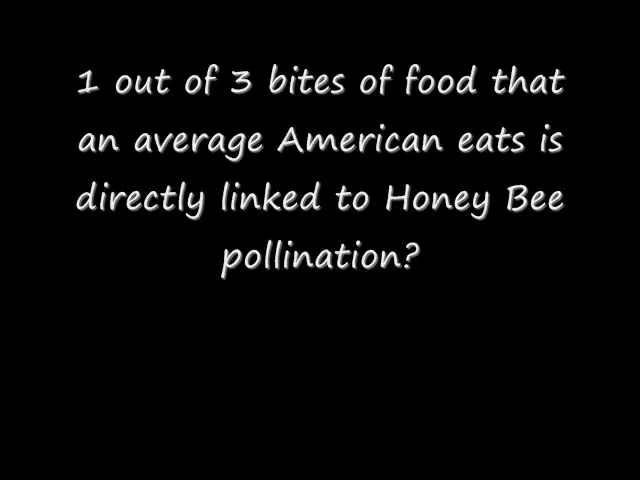 1 out of 3 bites of food that
an average American eats is
directly linked to Honey Bee
pollination?